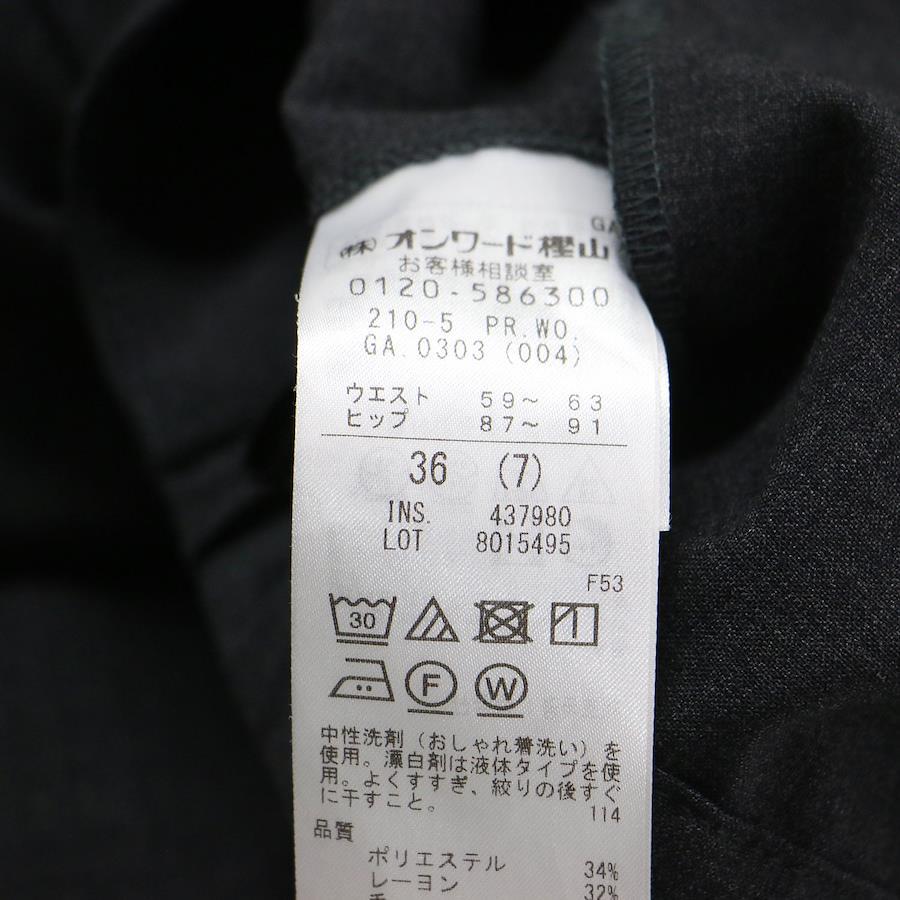 GA
㈱オンワード樫山
お客様相談室
0120-586300
210-5 PR.WO.
GA.0303 (004)
ウエスト 59〜 63
ヒップ 87〜 91
36 (7)
INS. 437980
LOT 8015495
F53
30
F W
中性洗剤（おしゃれ着洗い）を
使用。漂白剤は液体タイプを使
用。よくすすぎ、絞りの後すぐ
に干すこと。 114
品質
ポリエステル 34%
レーヨン 32%